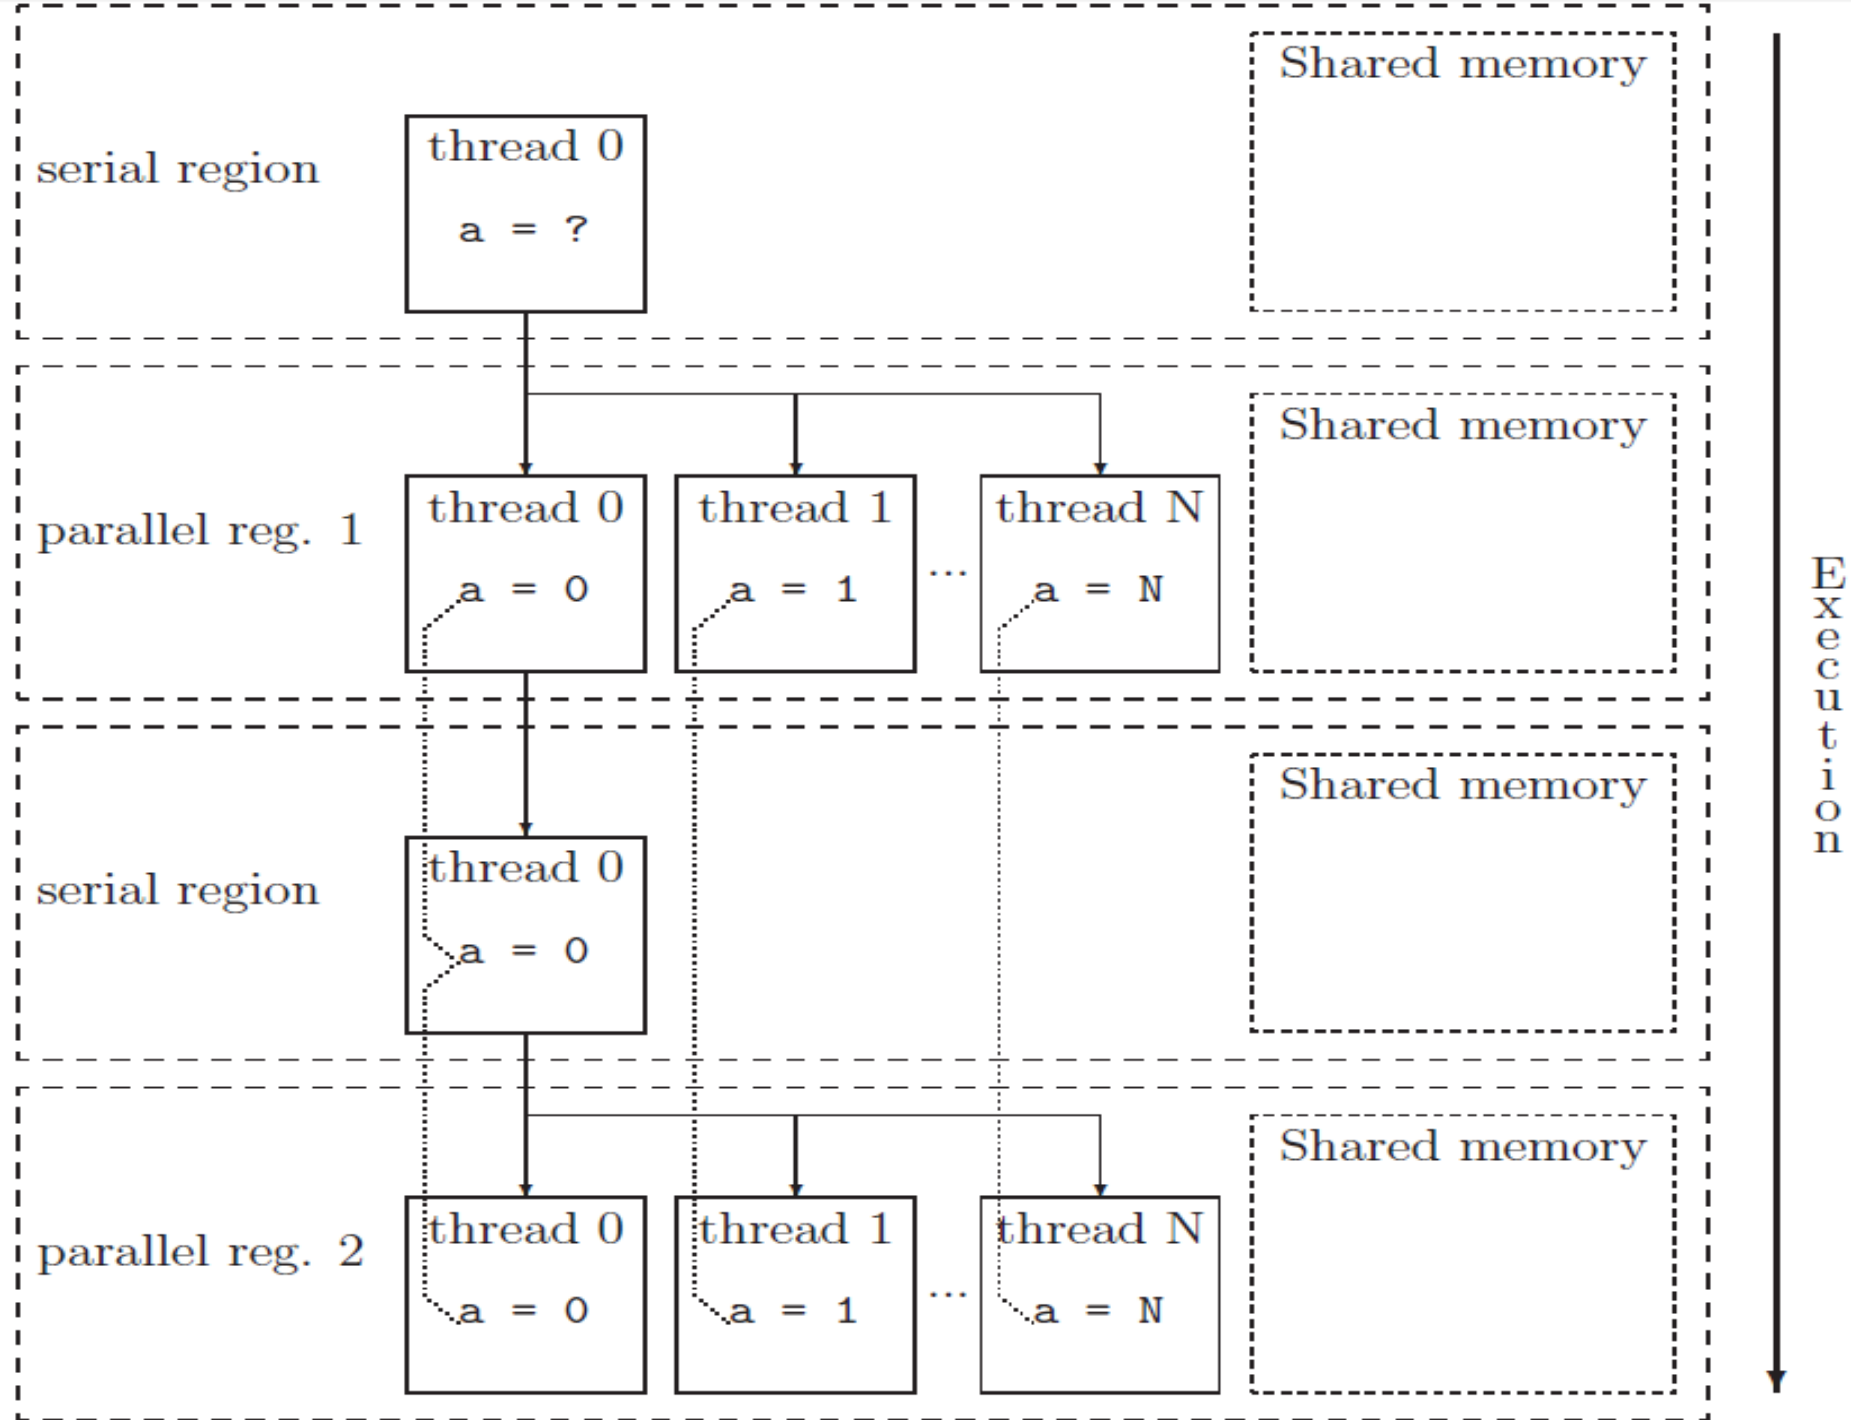 Shared memory
thread 0
serial region
a = ?
Shared memory
thread 0 thread 1 thread N
parallel reg. 1
a = 0 a = 1 ... a = N
Shared memory
thread 0
serial region
a = 0
Shared memory
thread 0 thread 1 thread N
parallel reg. 2
a = 0 a = 1 ... a = N
Execution